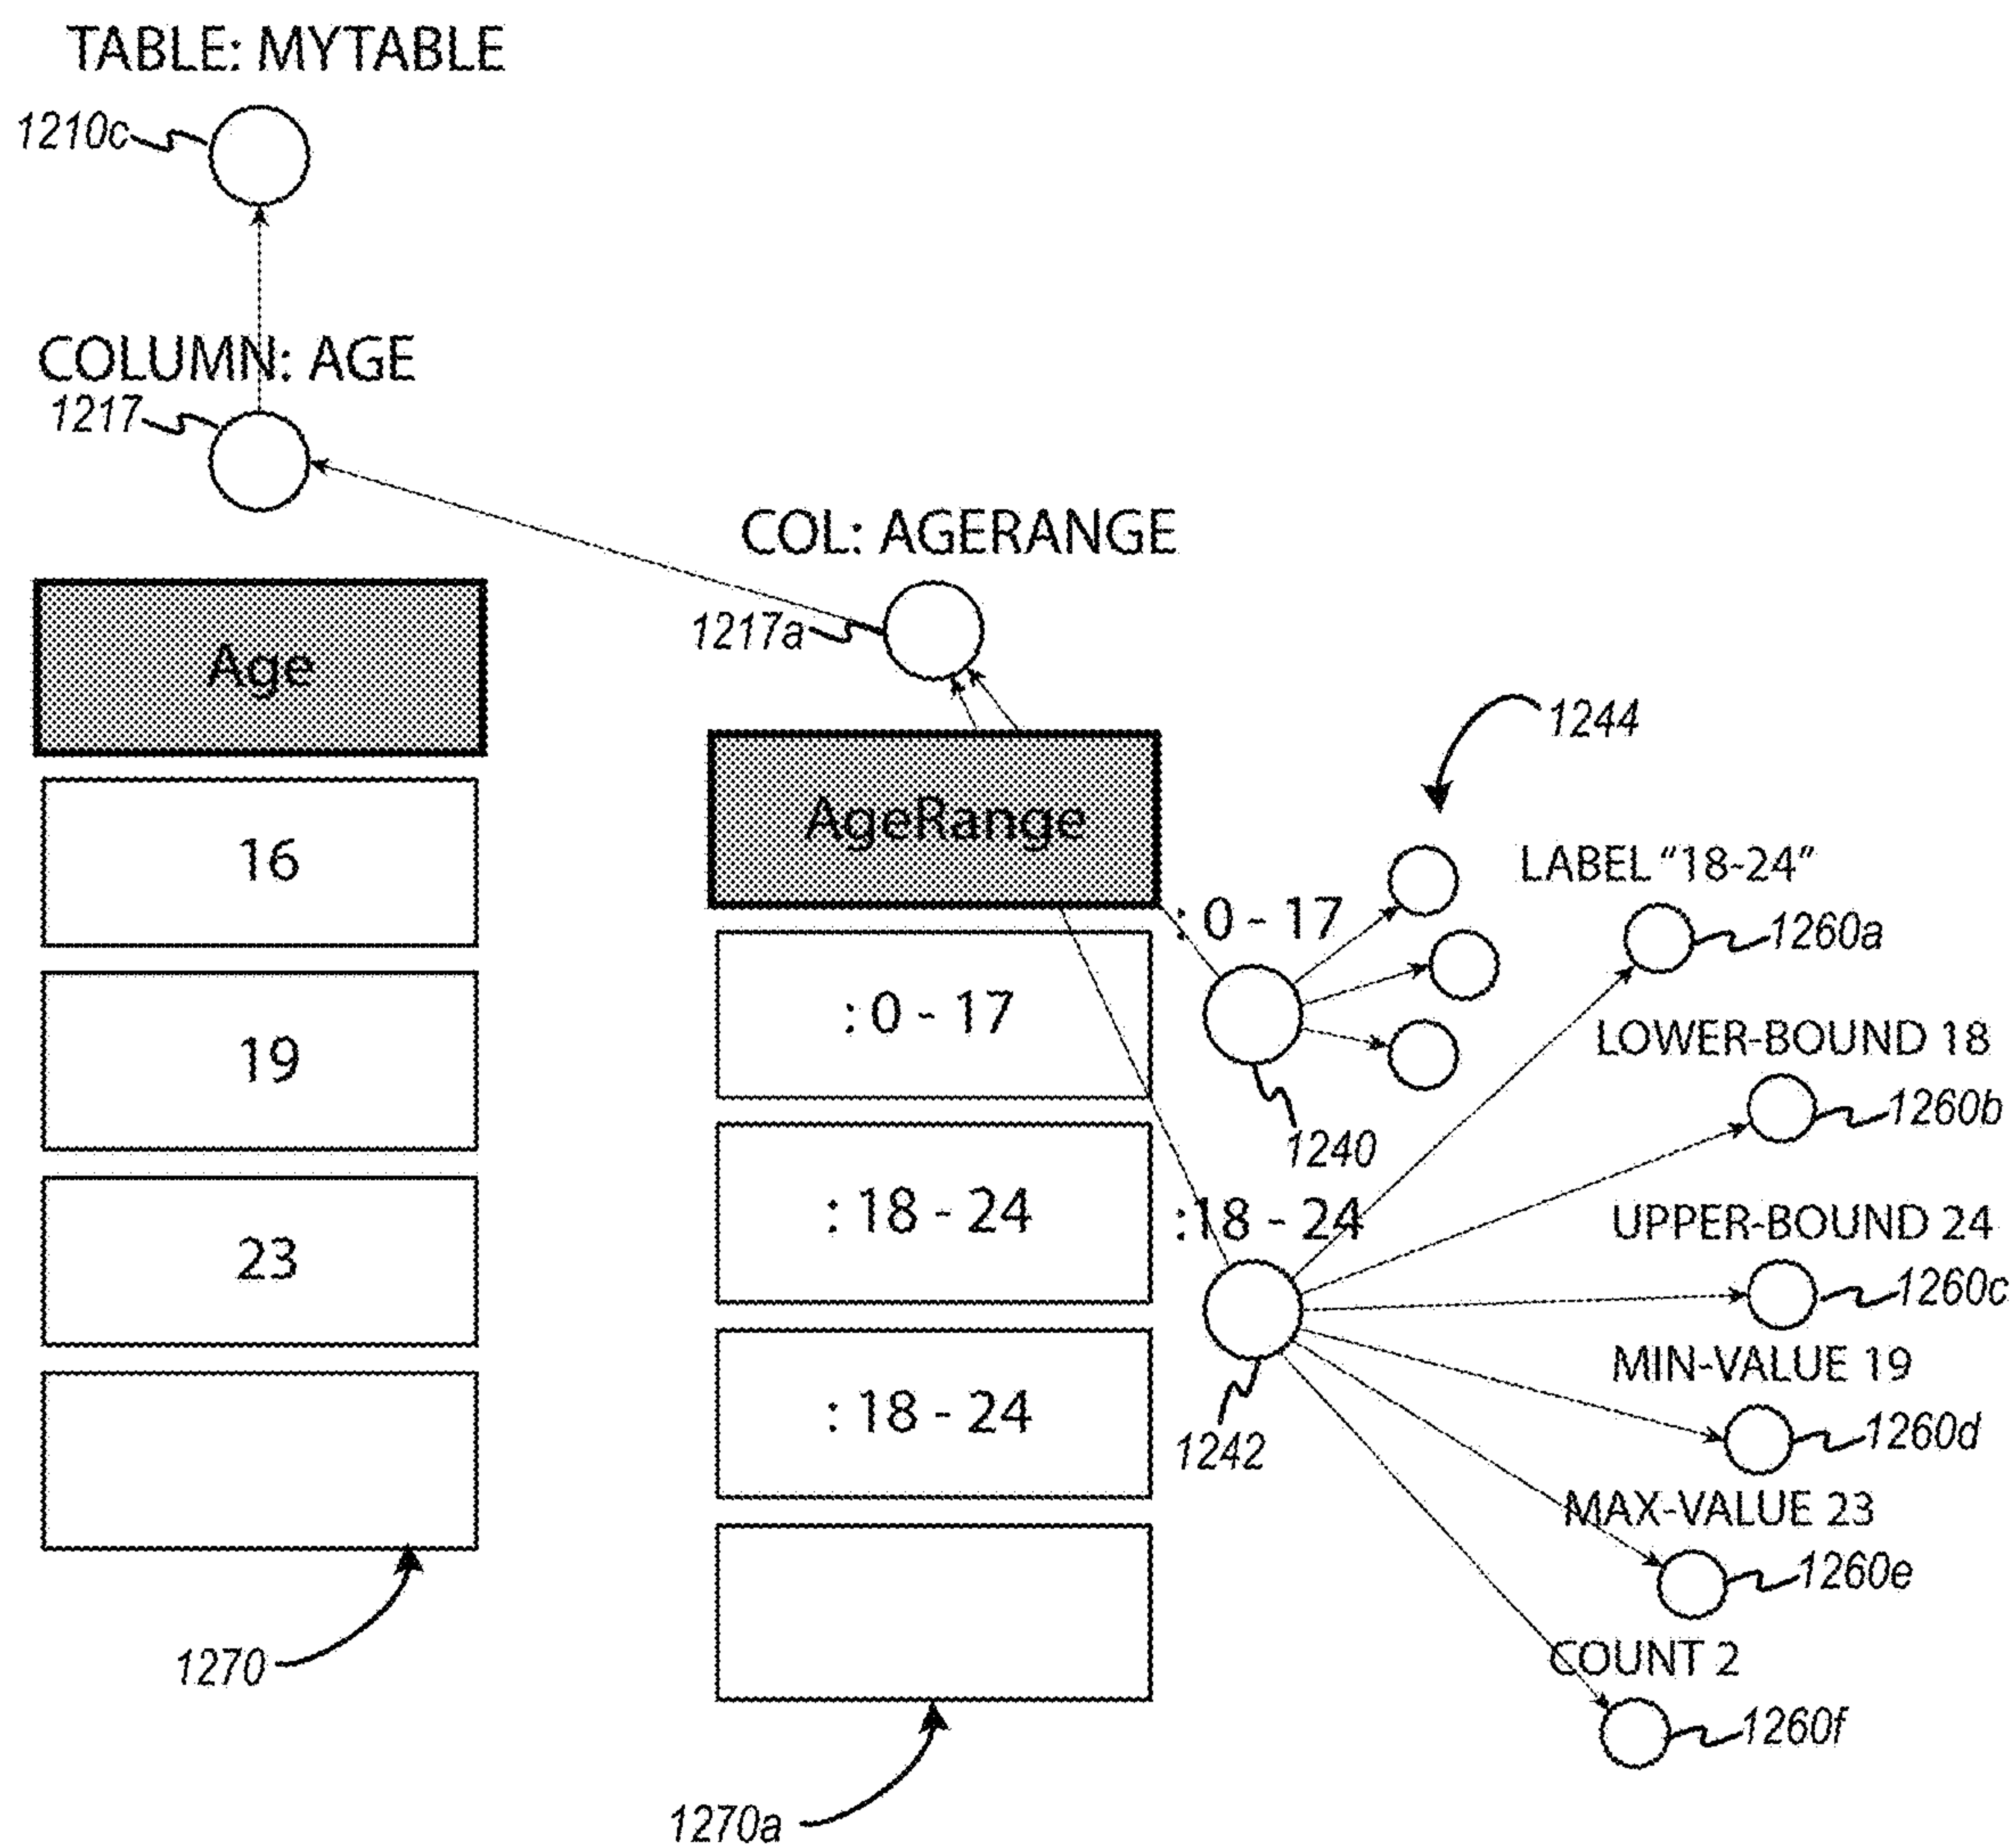 TABLE: MYTABLE
1210c
COLUMN: AGE
1217
COL: AGERANGE
1217a
Age
16
19
23
1270
AgeRange
: 0 - 17
: 18 - 24
: 18 - 24
1270a
1244
: 0 - 17
1240
:18 - 24
1242
LABEL "18-24"
1260a
LOWER-BOUND 18
1260b
UPPER-BOUND 24
1260c
MIN-VALUE 19
1260d
MAX-VALUE 23
1260e
COUNT 2
1260f